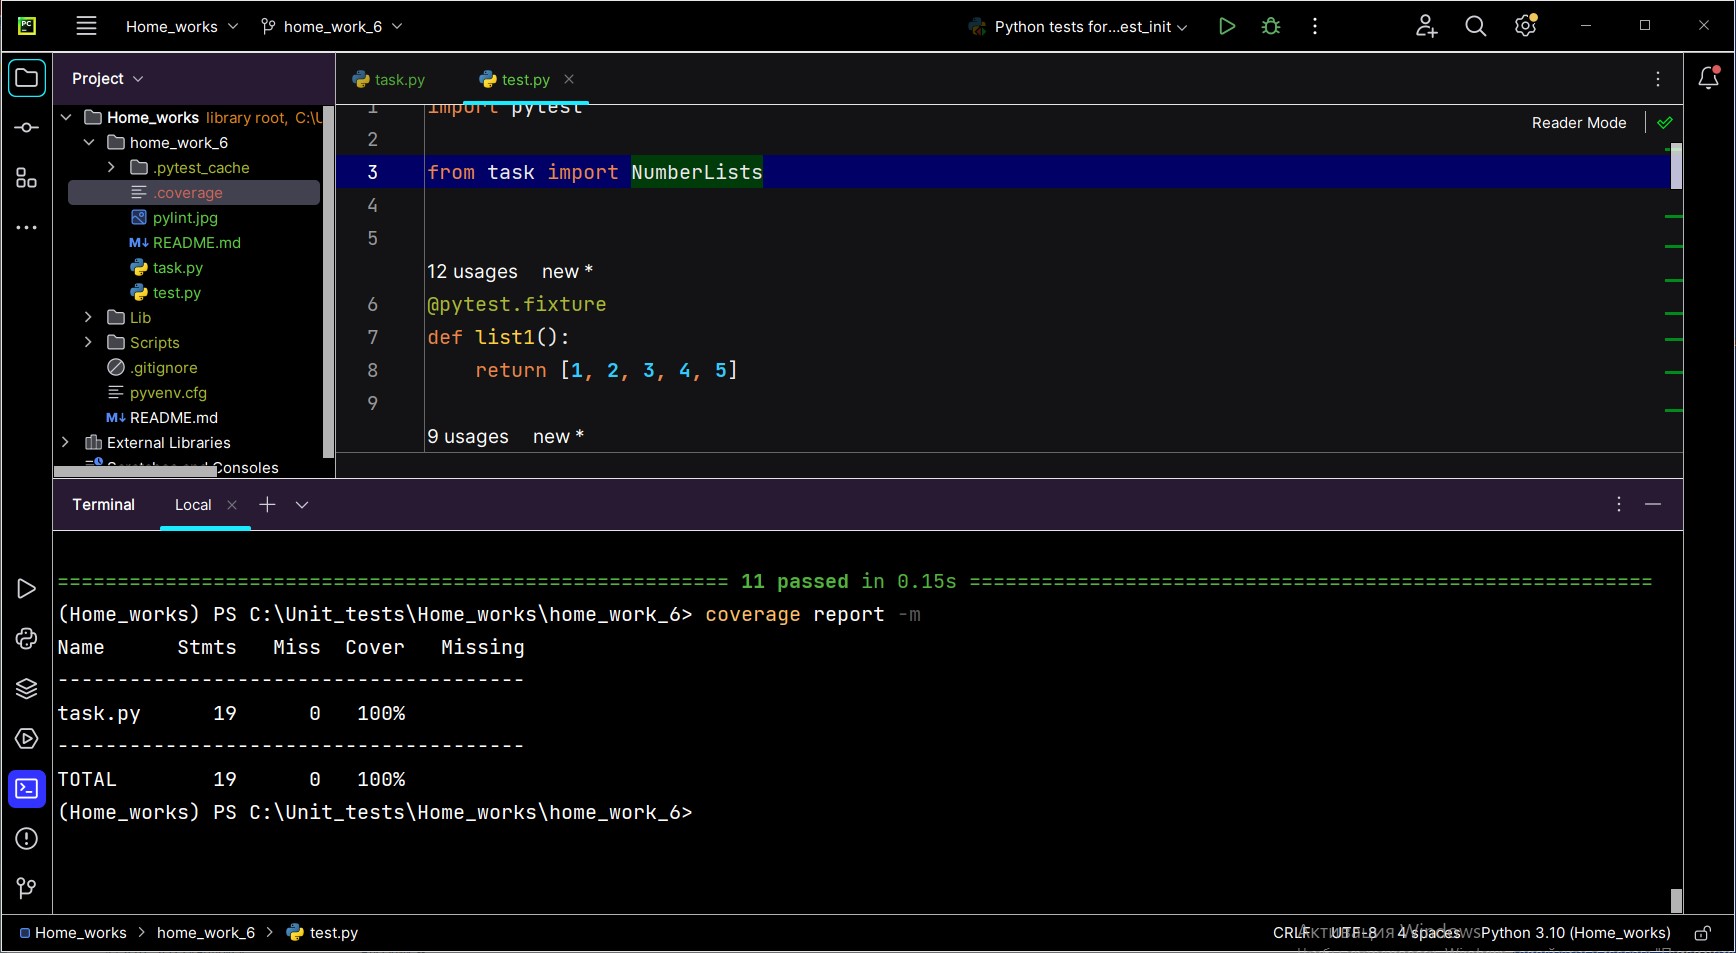 Home_works home_work_6 Python tests for...est_init
Project
task.py test.py
Home_works library root, C:\U
home_work_6
.pytest_cache
.coverage
pylint.jpg
M↓ README.md
task.py
test.py
Lib
Scripts
.gitignore
pyvenv.cfg
M↓ README.md
External Libraries
Scratches and Consoles
Reader Mode
1 import pytest
2
3 from task import NumberLists
4
5
12 usages new *
6 @pytest.fixture
7 def list1():
8 return [1, 2, 3, 4, 5]
9
9 usages new *
Terminal Local
======================================================== 11 passed in 0.15s =========================================================
(Home_works) PS C:\Unit_tests\Home_works\home_work_6> coverage report -m
Name Stmts Miss Cover Missing
---------------------------------------
task.py 19 0 100%
---------------------------------------
TOTAL 19 0 100%
(Home_works) PS C:\Unit_tests\Home_works\home_work_6>
Home_works > home_work_6 > test.py CRLF UTF-8 4 spaces Python 3.10 (Home_works)
Активация Windows